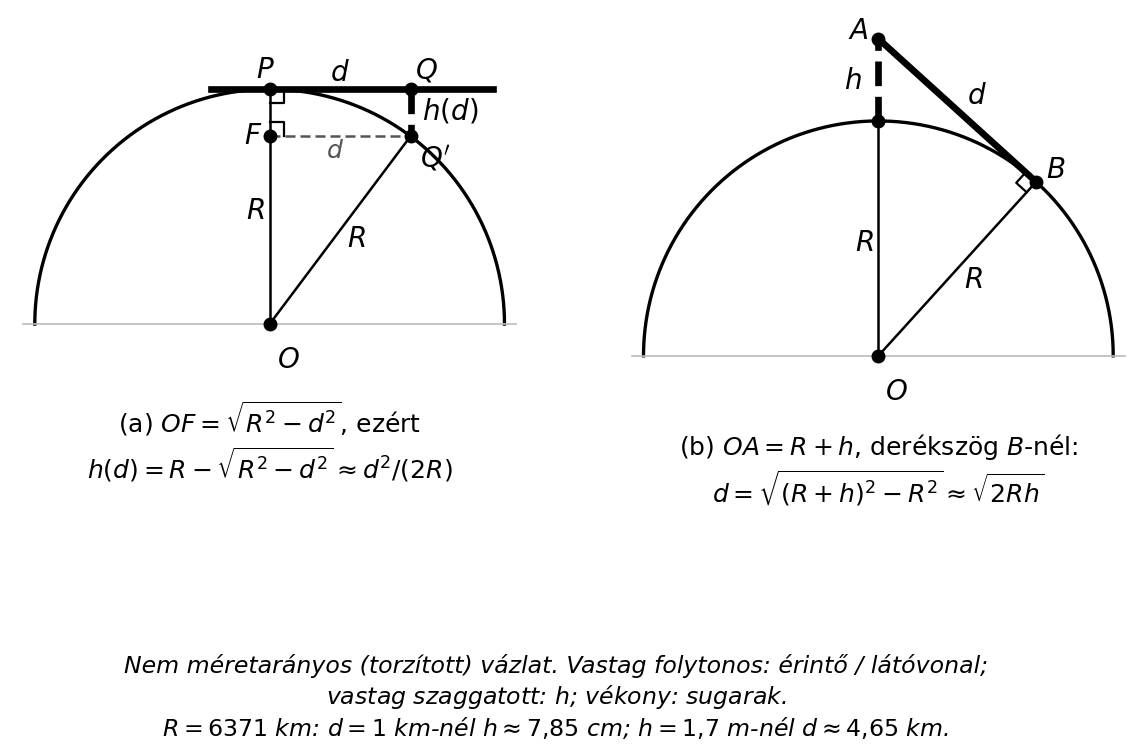 P
d
Q
h(d)
F
d
Q′
R
R
O
(a) OF = √(R² − d²), ezért
h(d) = R − √(R² − d²) ≈ d²/(2R)
A
h
d
B
R
R
O
(b) OA = R + h, derékszög B-nél:
d = √((R + h)² − R²) ≈ √(2Rh)
Nem méretarányos (torzított) vázlat. Vastag folytonos: érintő / látóvonal;
vastag szaggatott: h; vékony: sugarak.
R = 6371 km: d = 1 km-nél h ≈ 7,85 cm; h = 1,7 m-nél d ≈ 4,65 km.